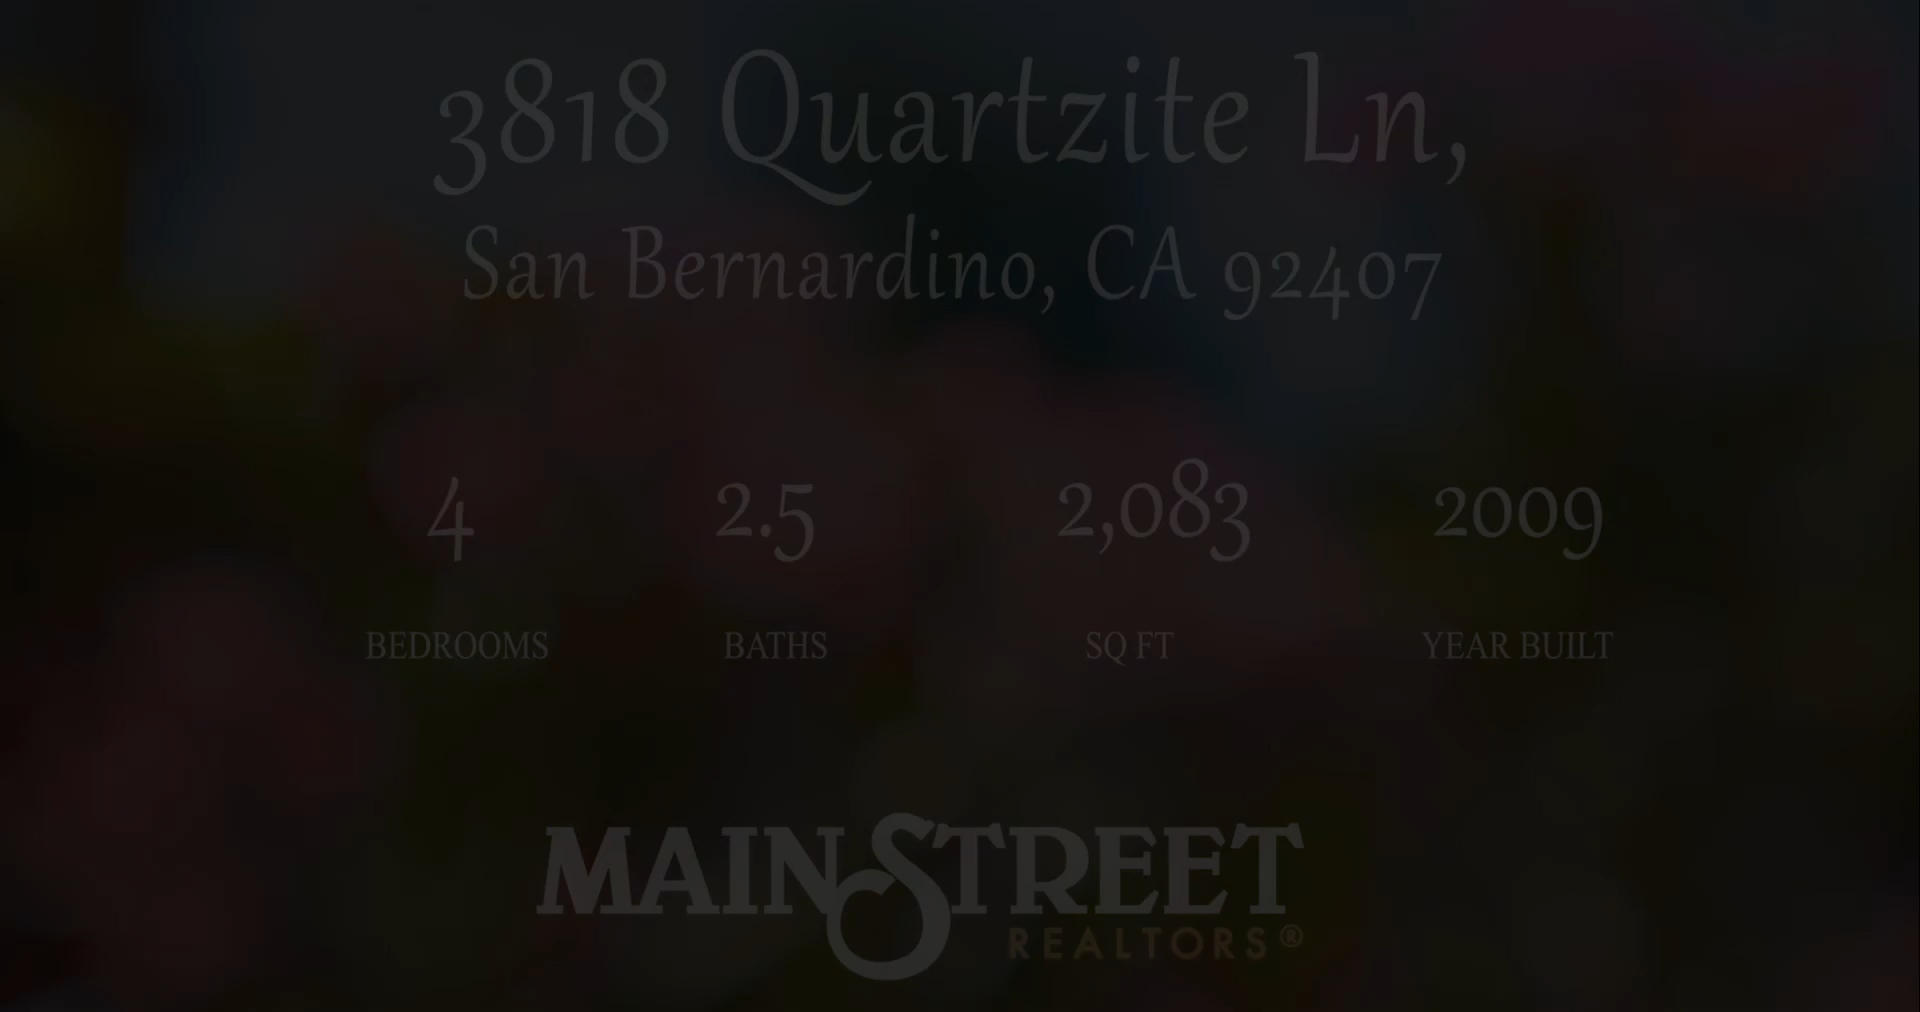 3818 Quartzite Ln,
San Bernardino, CA 92407
4 2.5 2,083 2009
BEDROOMS BATHS SQ FT YEAR BUILT
MAINSTREET
REALTORS®